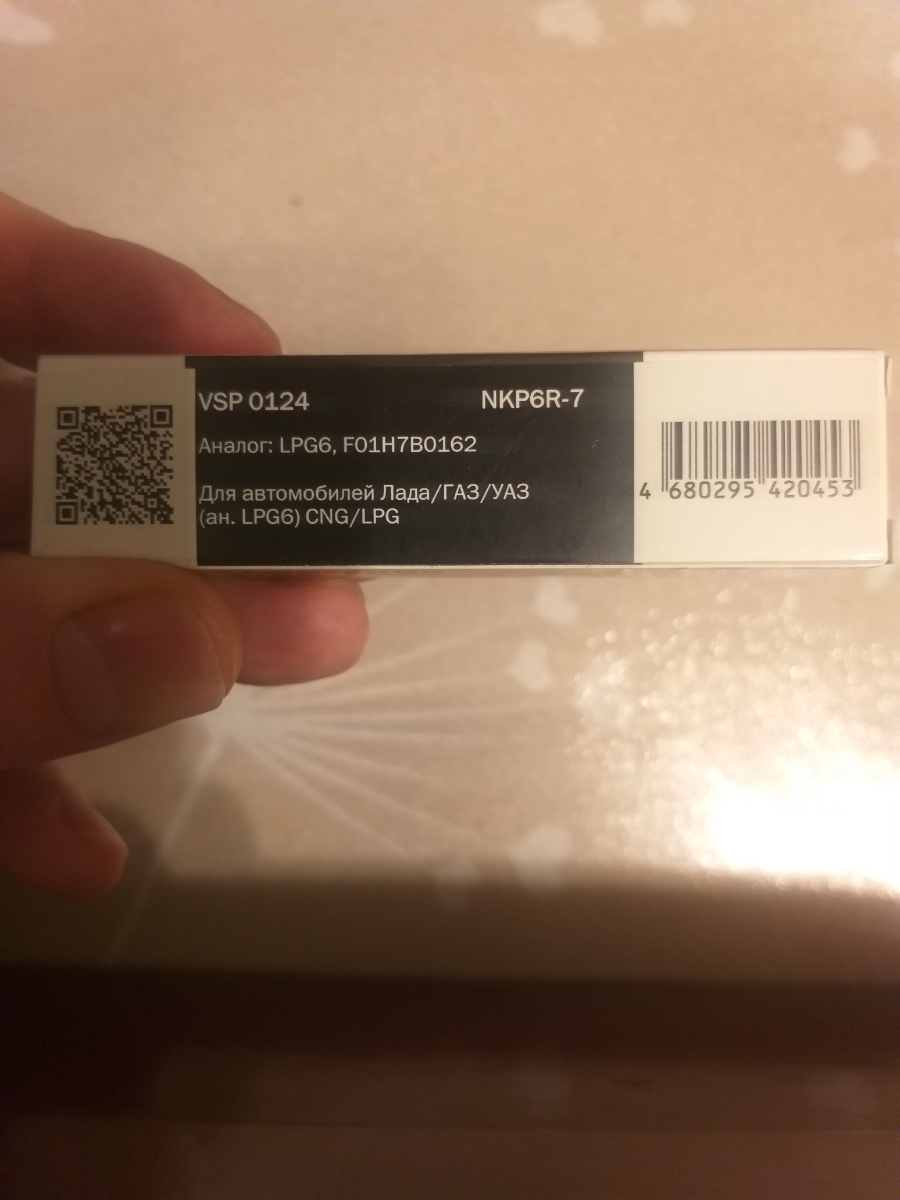 VSP 0124 NKP6R-7
Аналог: LPG6, F01H7B0162
Для автомобилей Лада/ГАЗ/УАЗ
(ан. LPG6) CNG/LPG
4 680295 420453